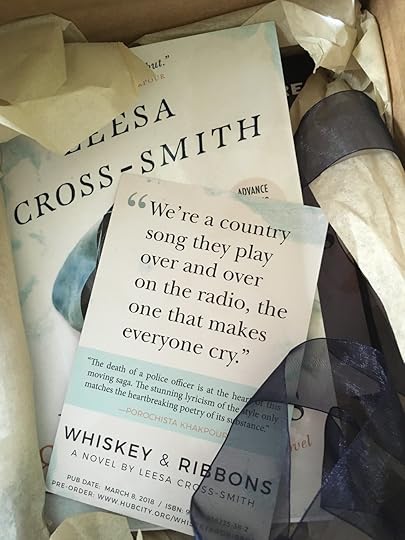 but."
LEESA
CROSS-SMITH
ADVANCE
"We're a country
song they play
over and over
on the radio, the
one that makes
everyone cry."
"The death of a police officer is at the heart of this
moving saga. The stunning lyricism of the style only
matches the heartbreaking poetry of its substance."
—POROCHISTA KHAKPOUR
WHISKEY & RIBBONS
A NOVEL BY LEESA CROSS-SMITH
PUB DATE: MARCH 8, 2018 / ISBN:
PRE-ORDER: WWW.HUBCITY.ORG/
novel